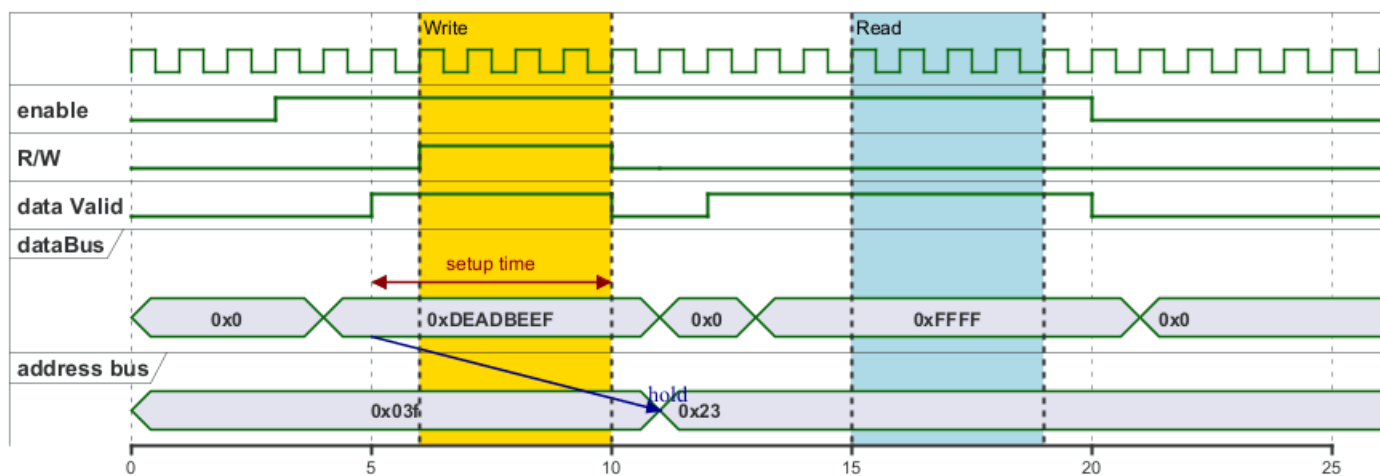 Write
Read
enable
R/W
data Valid
dataBus
setup time
0x0
0xDEADBEEF
0x0
0xFFFF
0x0
address bus
hold
0x03f
0x23
0
5
10
15
20
25